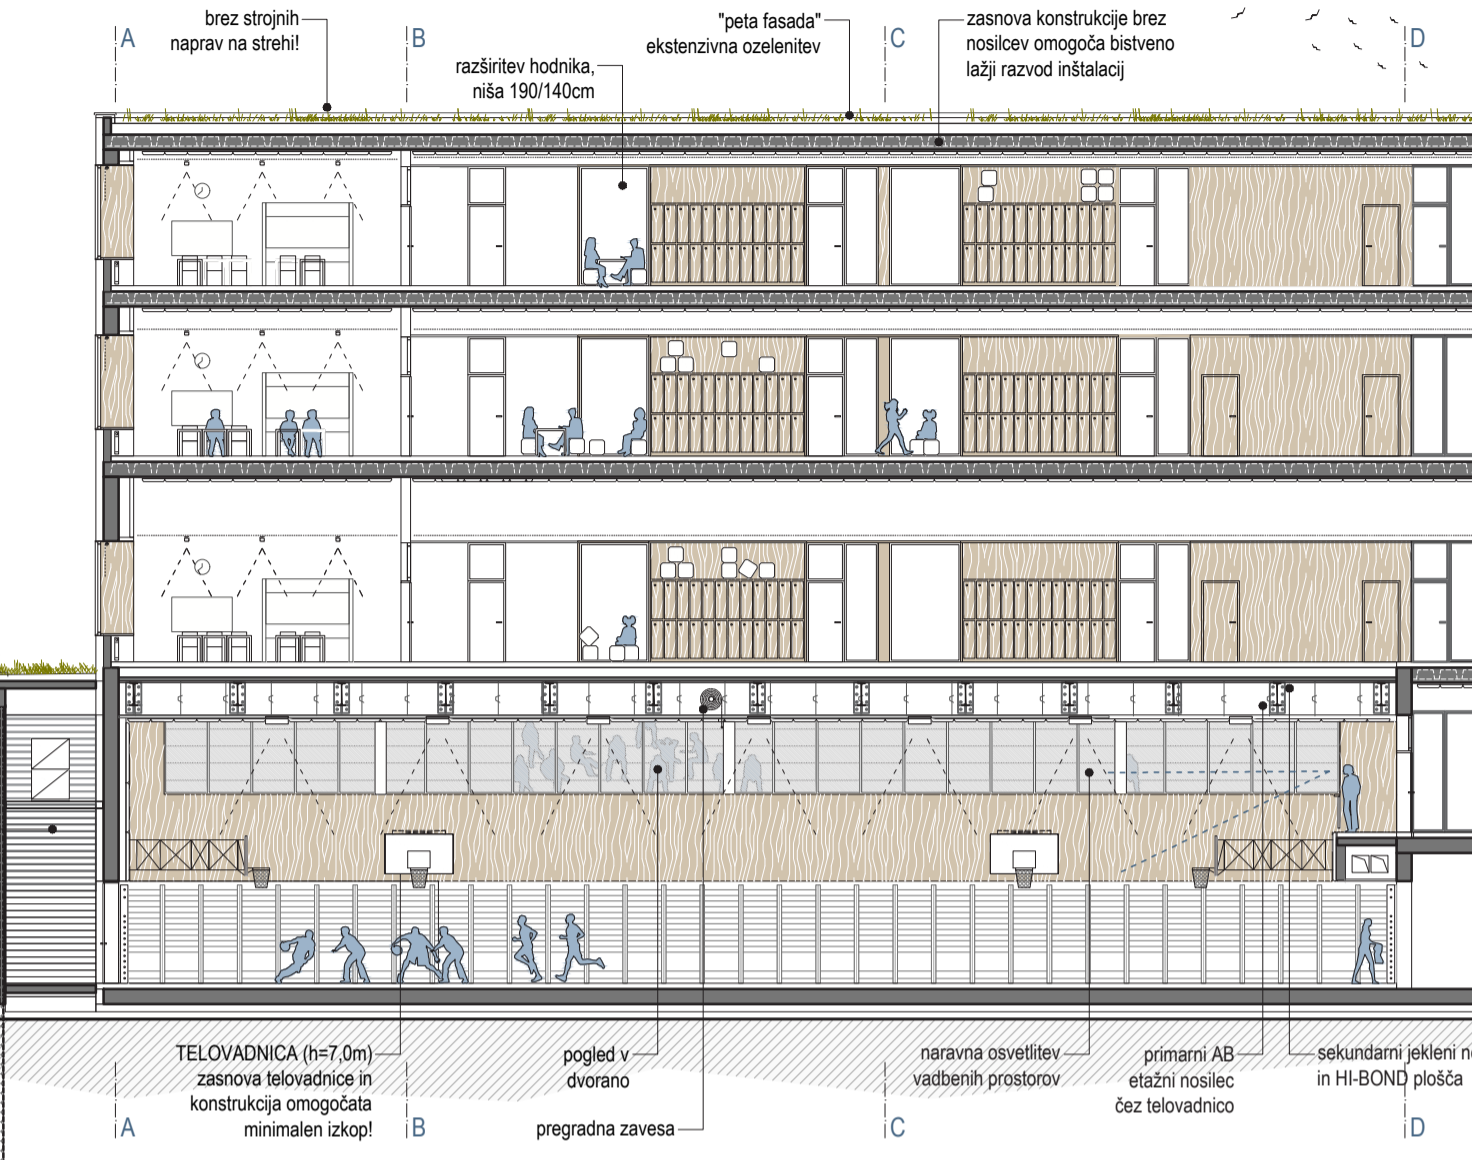 A
brez strojnih
naprav na strehi!
B
razširitev hodnika,
niša 190/140cm
"peta fasada"
ekstenzivna ozelenitev
C
zasnova konstrukcije brez
nosilcev omogoča bistveno
lažji razvod inštalacij
D
TELOVADNICA (h=7,0m)
zasnova telovadnice in
konstrukcija omogočata
minimalen izkop!
pogled v
dvorano
pregradna zavesa
naravna osvetlitev
vadbenih prostorov
primarni AB
etažni nosilec
čez telovadnico
sekundarni jekleni
in HI-BOND plošča
A
B
C
D